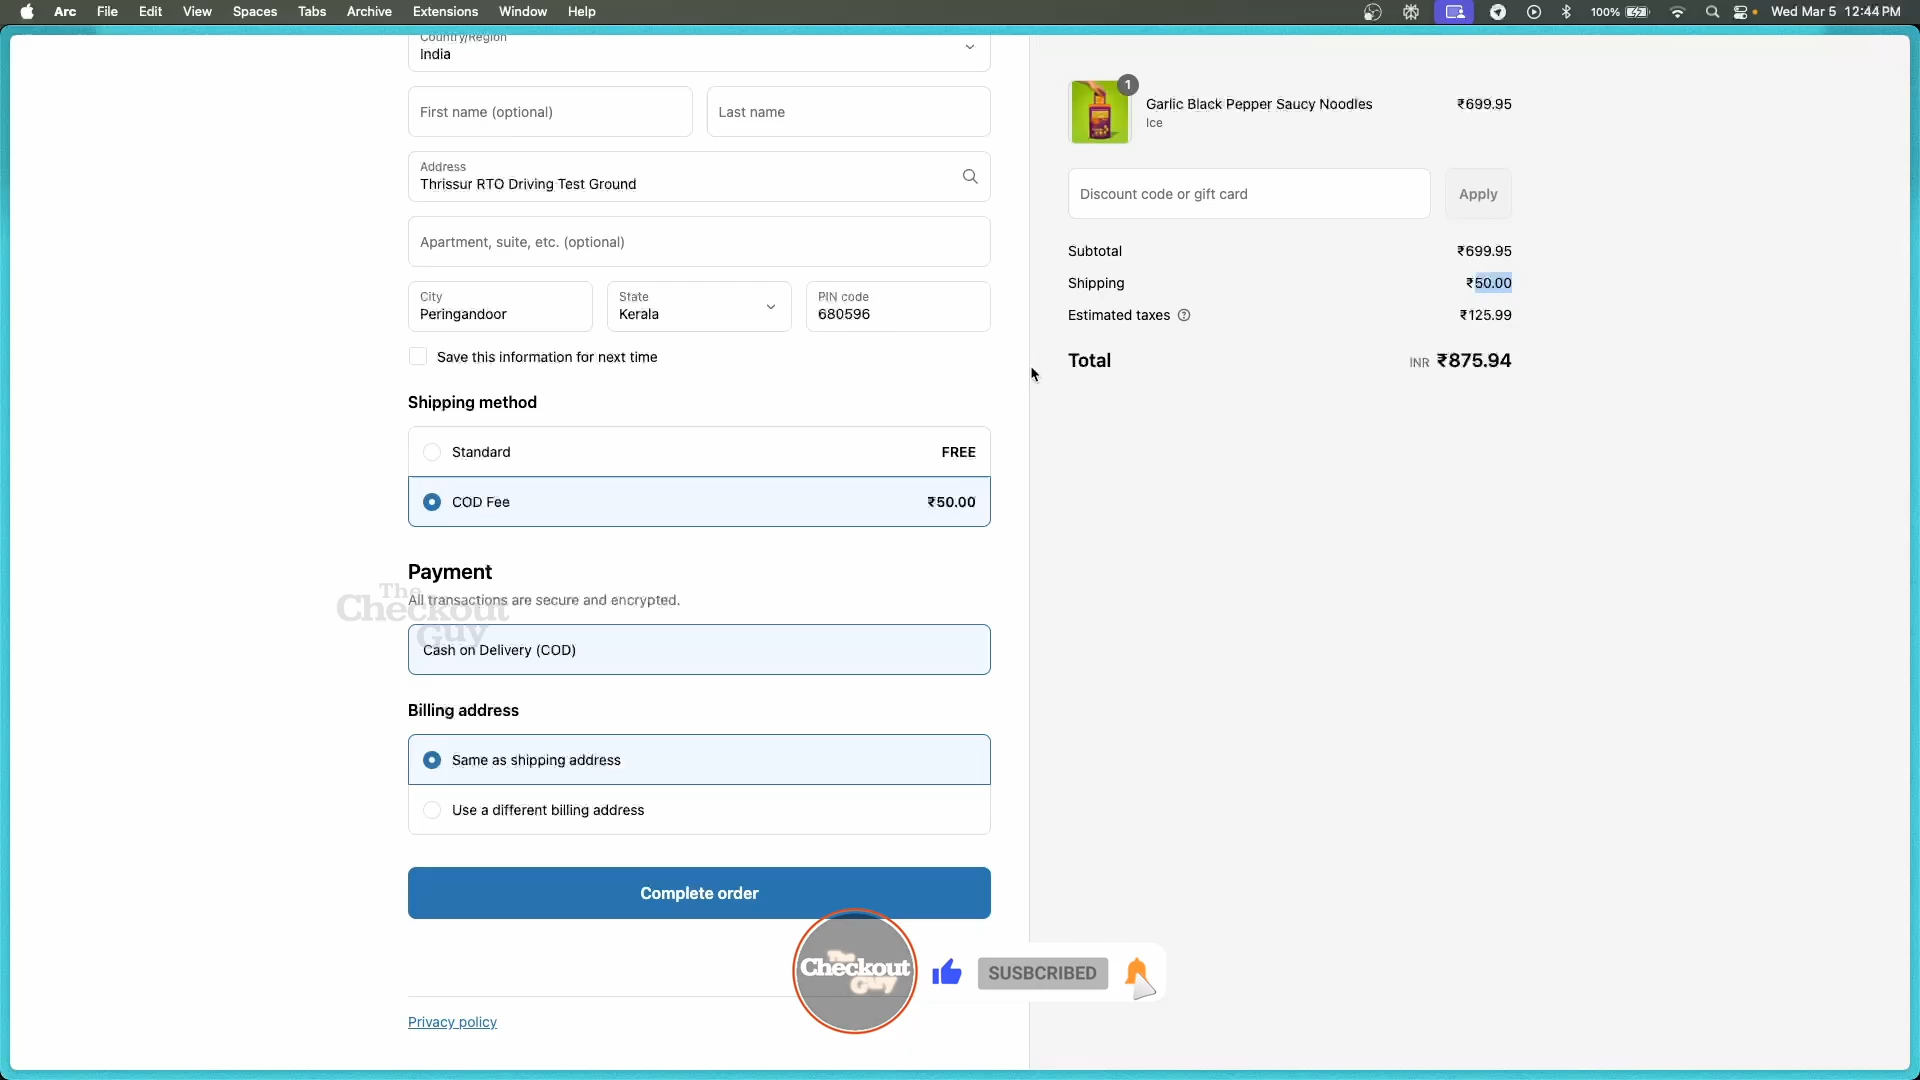 Arc File Edit View Spaces Tabs Archive Extensions Window Help 100% Wed Mar 5 12:44 PM
Country/Region
India
First name (optional) Last name
Address
Thrissur RTO Driving Test Ground
Apartment, suite, etc. (optional)
City State PIN code
Peringandoor Kerala 680596
Save this information for next time
Shipping method
Standard FREE
COD Fee ₹50.00
Payment
All transactions are secure and encrypted.
The
Checkout
Guy
Cash on Delivery (COD)
Billing address
Same as shipping address
Use a different billing address
Complete order
Privacy policy
1
Garlic Black Pepper Saucy Noodles ₹699.95
Ice
Discount code or gift card Apply
Subtotal ₹699.95
Shipping ₹50.00
Estimated taxes ? ₹125.99
Total INR ₹875.94
The
Checkout
Guy
SUSBCRIBED